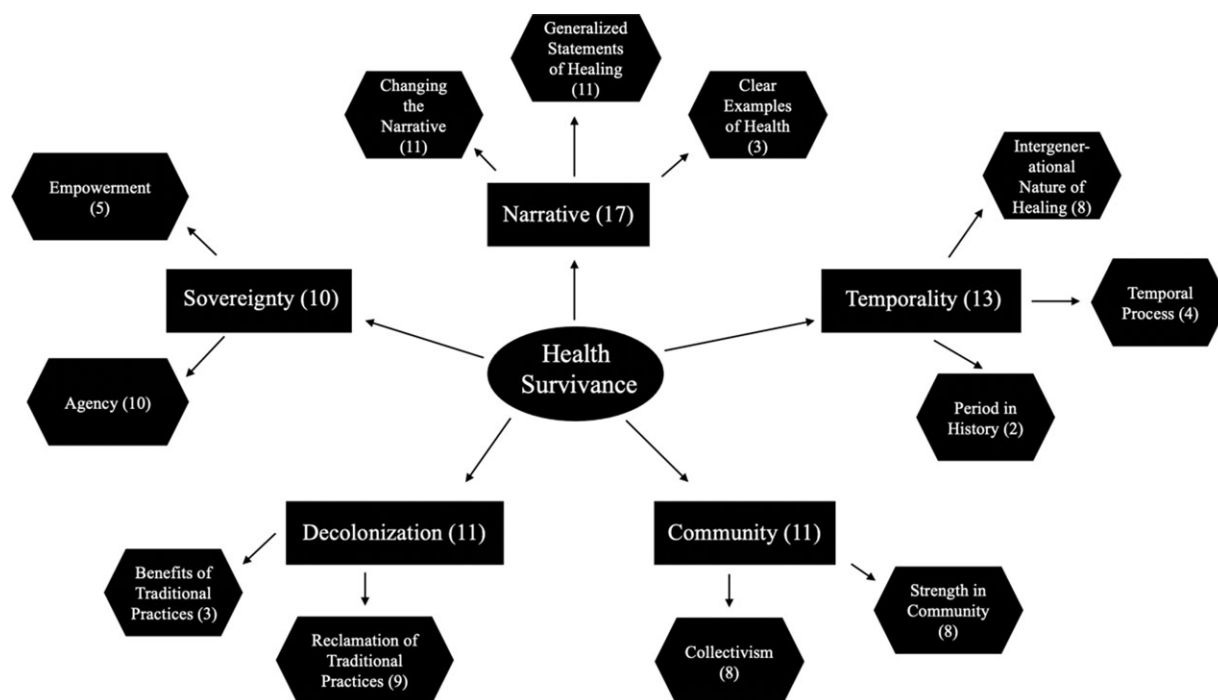 Generalized
Statements
of Healing
(11)
Changing
the
Narrative
(11)
Clear
Examples
of Health
(3)
Narrative (17)
Empowerment
(5)
Sovereignty (10)
Agency (10)
Intergener-
ational
Nature of
Healing (8)
Temporality (13)
Temporal
Process (4)
Period in
History (2)
Health
Survivance
Decolonization (11)
Benefits of
Traditional
Practices (3)
Reclamation of
Traditional
Practices (9)
Community (11)
Collectivism
(8)
Strength in
Community
(8)